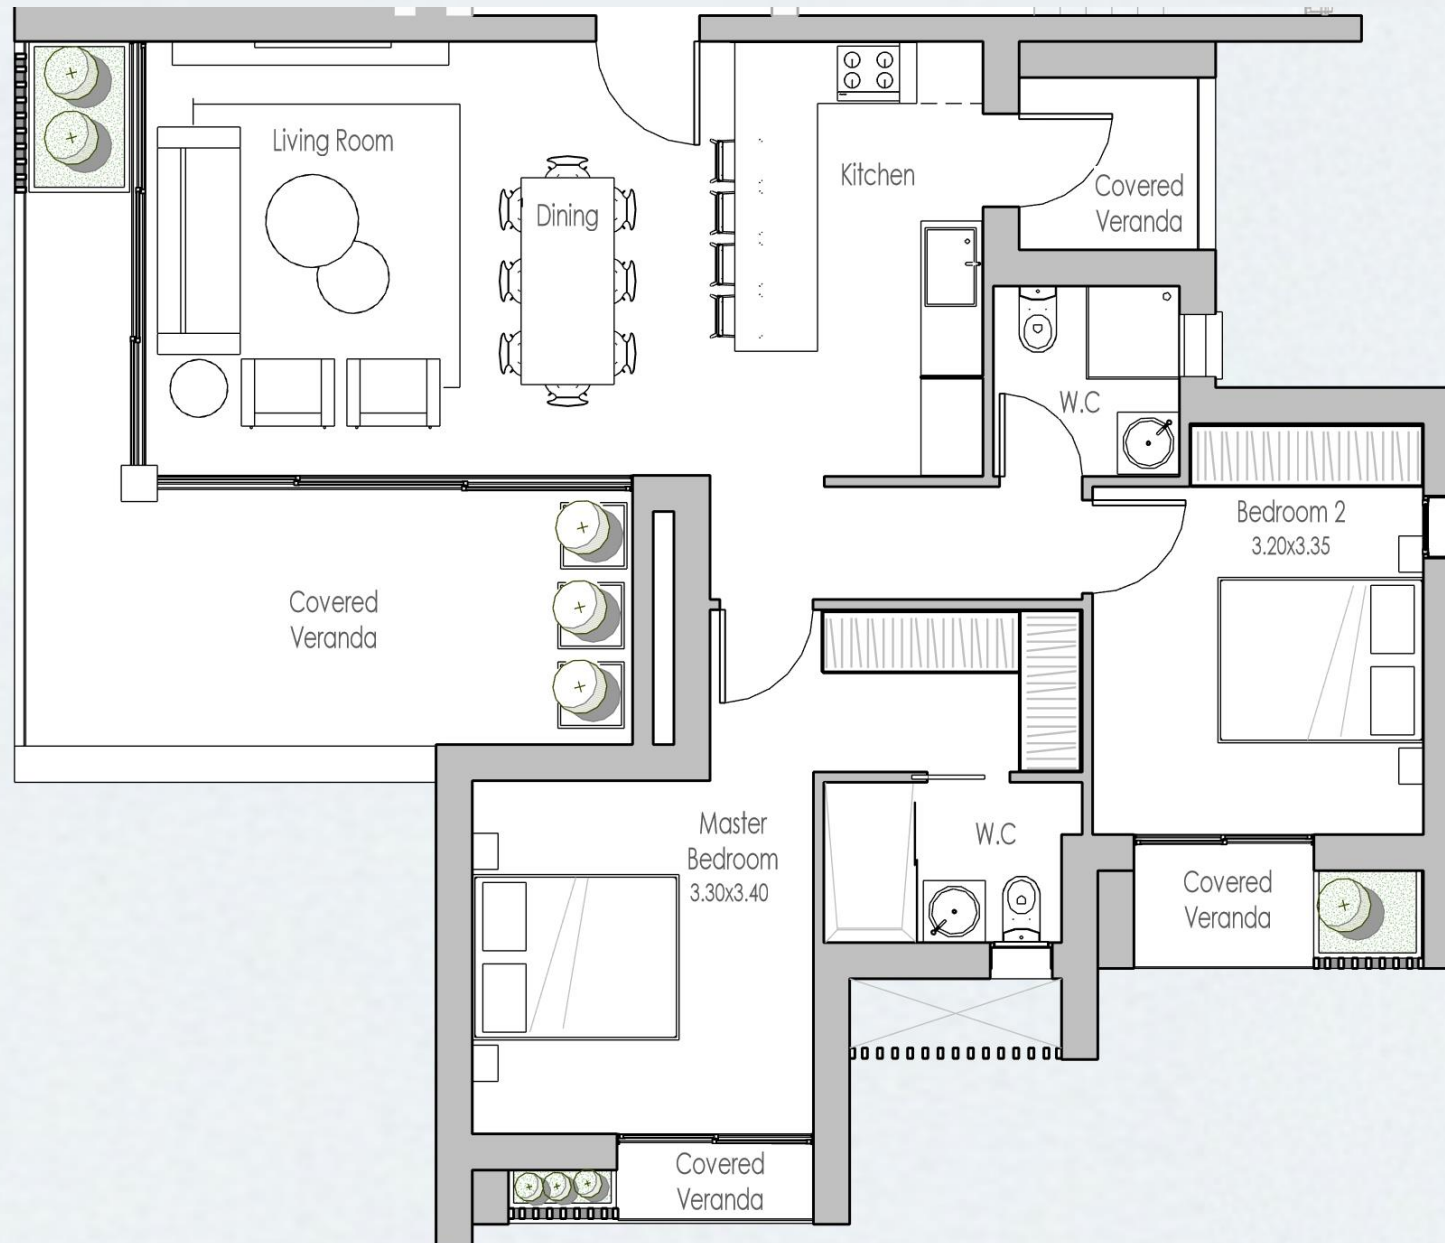 Living Room
Dining
Kitchen
Covered
Veranda
W.C
Bedroom 2
3.20x3.35
Covered
Veranda
Master
Bedroom
3.30x3.40
W.C
Covered
Veranda
Covered
Veranda